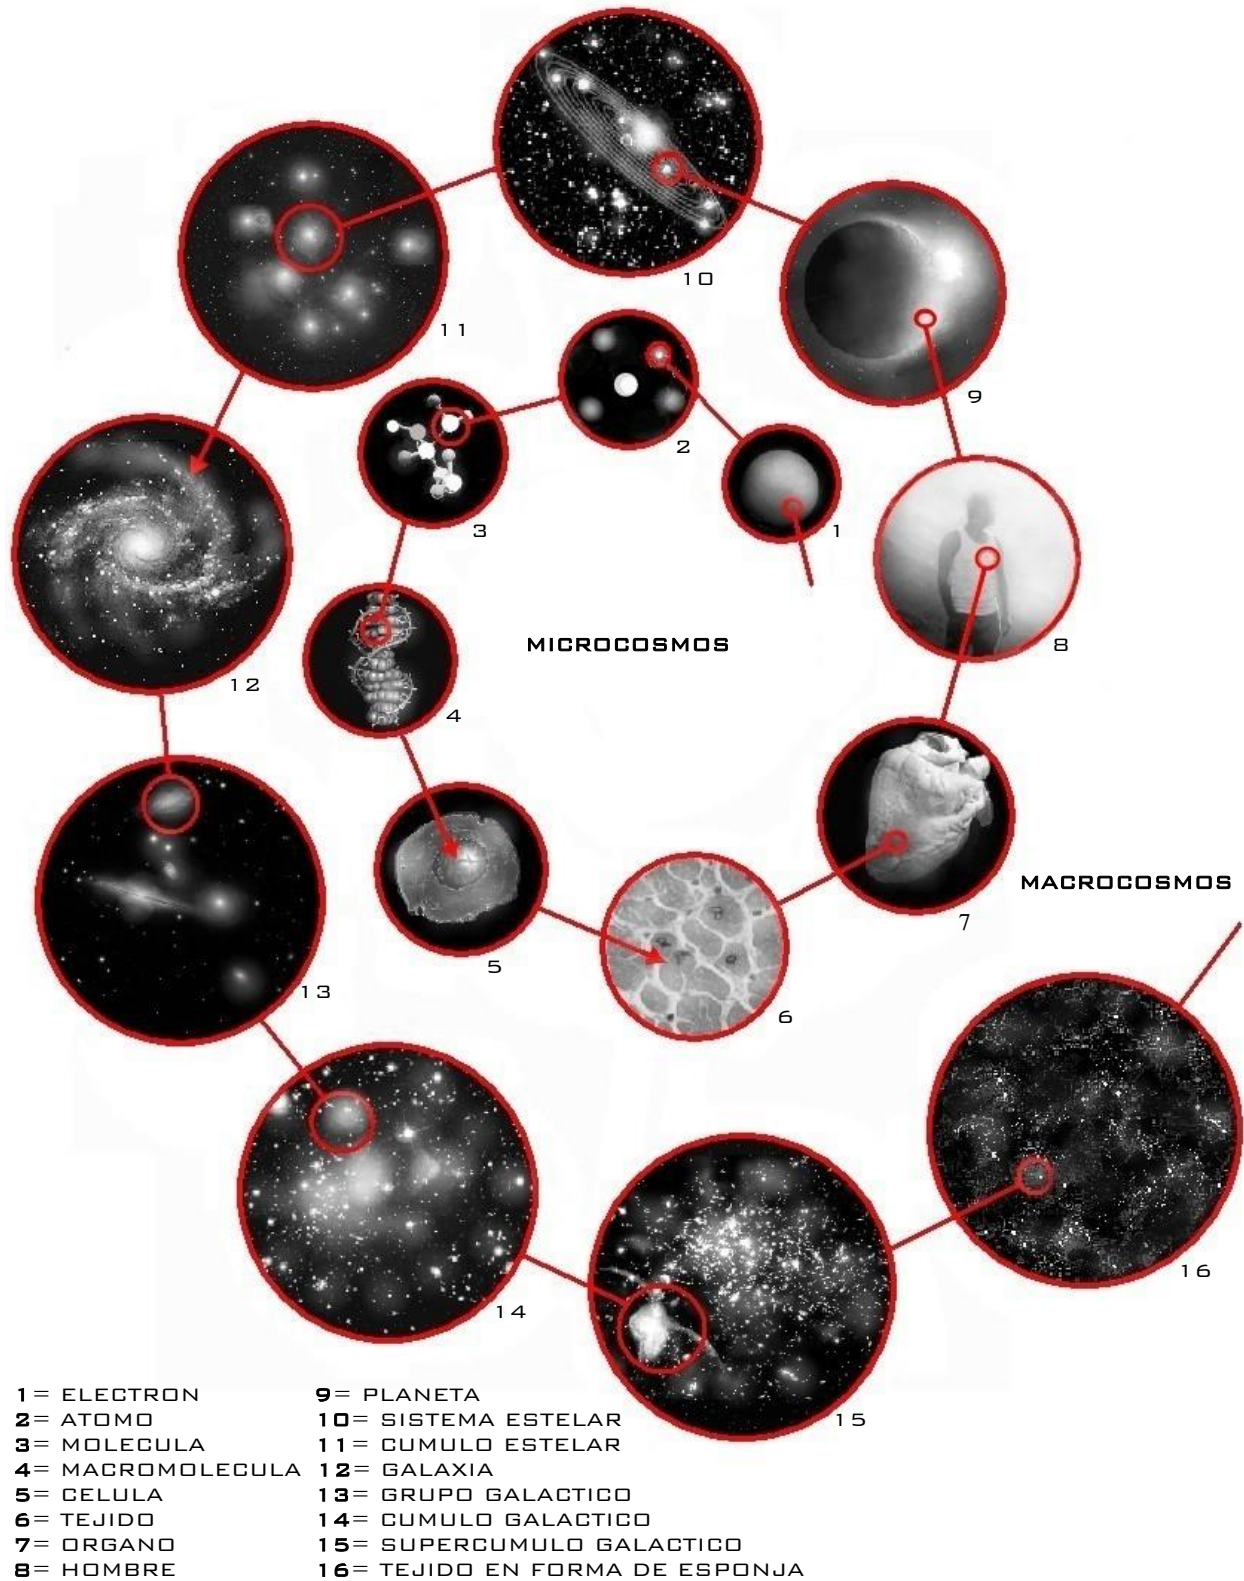 10
11
9
2
3
1
8
MICROCOSMOS
12
4
MACROCOSMOS
7
5
13
6
16
14
15
1= ELECTRON
2= ATOMO
3= MOLECULA
4= MACROMOLECULA
5= CELULA
6= TEJIDO
7= ORGANO
8= HOMBRE
9= PLANETA
10= SISTEMA ESTELAR
11= CUMULO ESTELAR
12= GALAXIA
13= GRUPO GALACTICO
14= CUMULO GALACTICO
15= SUPERCUMULO GALACTICO
16= TEJIDO EN FORMA DE ESPONJA